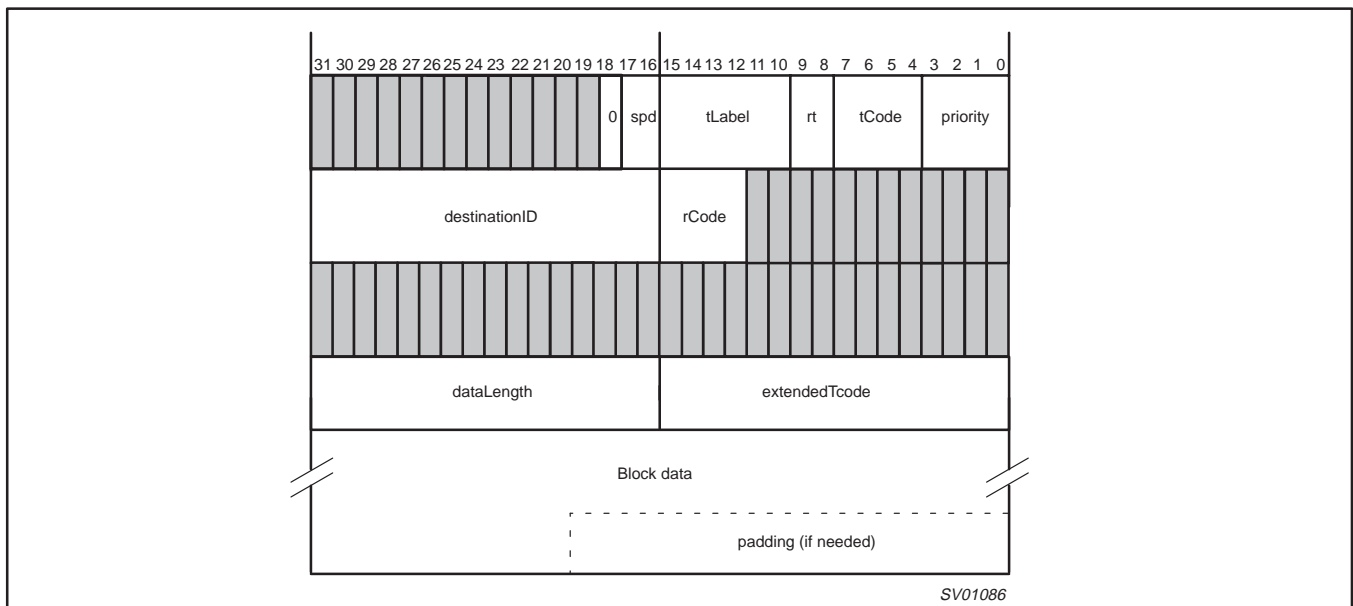 31 30 29 28 27 26 25 24 23 22 21 20 19 18 17 16 15 14 13 12 11 10 9 8 7 6 5 4 3 2 1 0
0 spd tLabel rt tCode priority
destinationID rCode
dataLength extendedTcode
Block data
padding (if needed)
SV01086